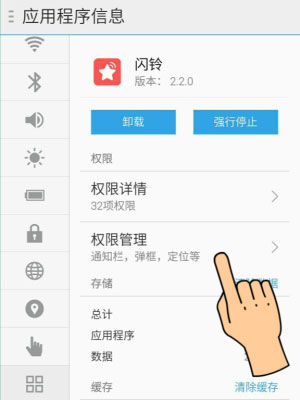 应用程序信息
闪铃
版本： 2.2.0
卸载
强行停止
权限
权限详情
32项权限
权限管理
通知栏，弹框，定位等
存储
总计
应用程序
数据
缓存
清除缓存